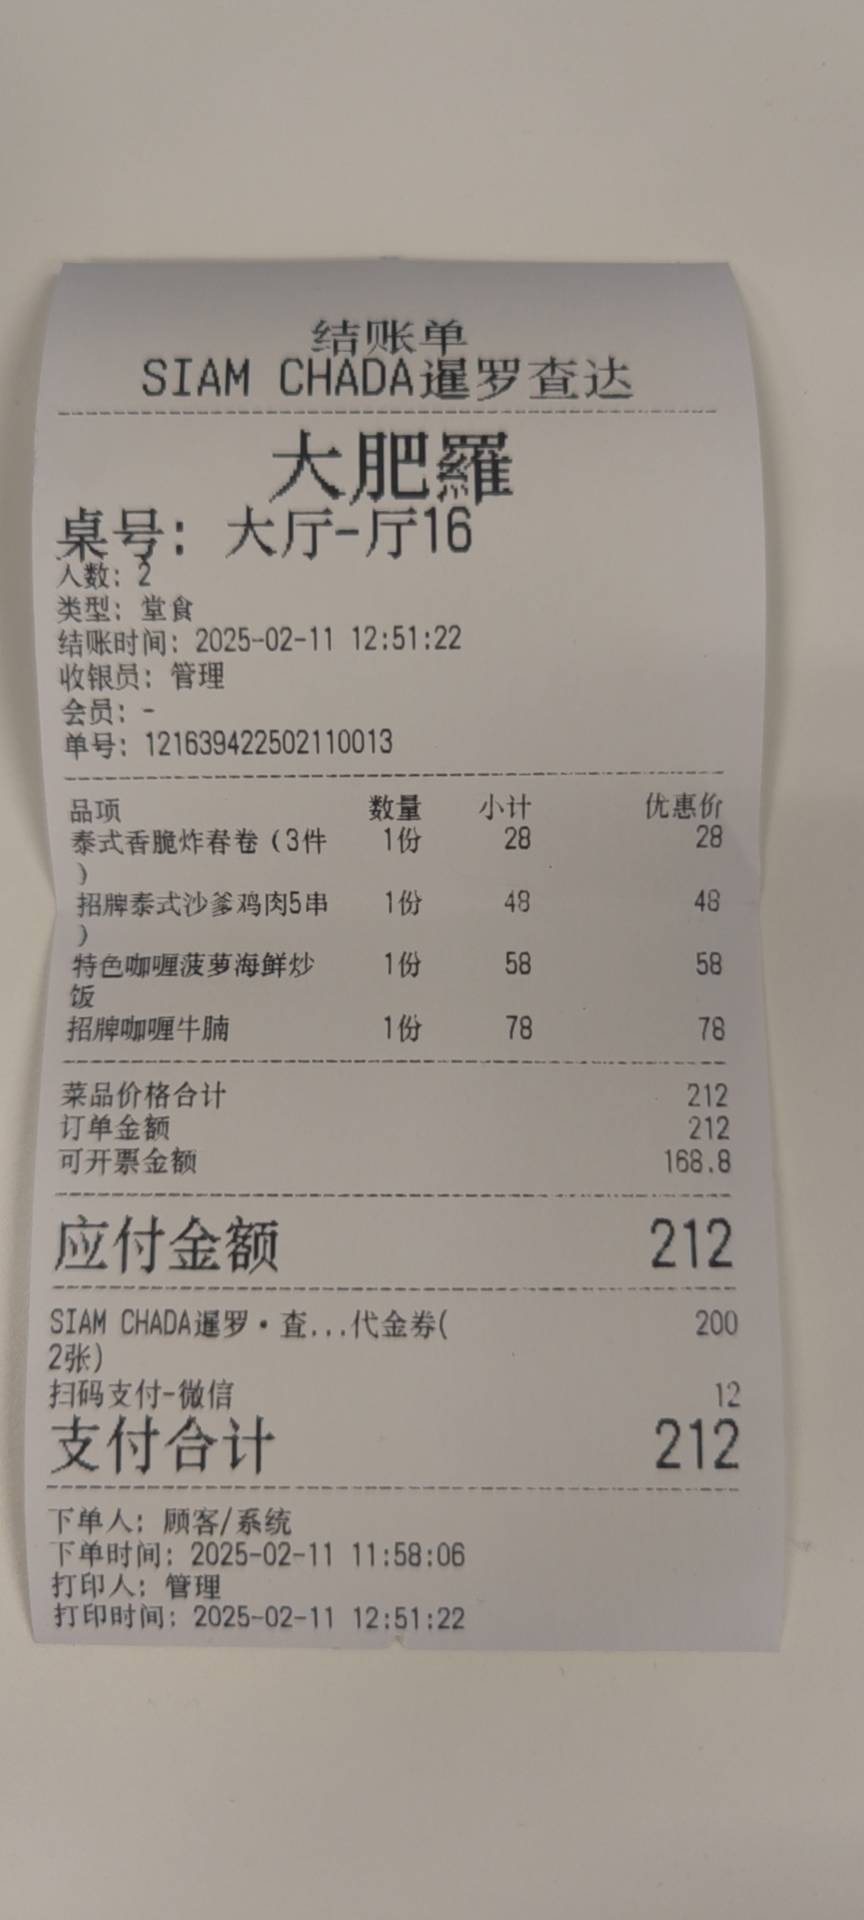 结账单
SIAM CHADA暹罗查达
大肥羅
桌号: 大厅-厅16
人数: 2
类型: 堂食
结账时间: 2025-02-11 12:51:22
收银员: 管理
会员: -
单号: 121639422502110013
品项 数量 小计 优惠价
泰式香脆炸春卷（3件 1份 28 28
）
招牌泰式沙爹鸡肉5串 1份 48 48
）
特色咖喱菠萝海鲜炒 1份 58 58
饭
招牌咖喱牛腩 1份 78 78
菜品价格合计 212
订单金额 212
可开票金额 168.8
应付金额 212
SIAM CHADA暹罗·查...代金券( 200
2张)
扫码支付-微信 12
支付合计 212
下单人: 顾客/系统
下单时间: 2025-02-11 11:58:06
打印人: 管理
打印时间: 2025-02-11 12:51:22